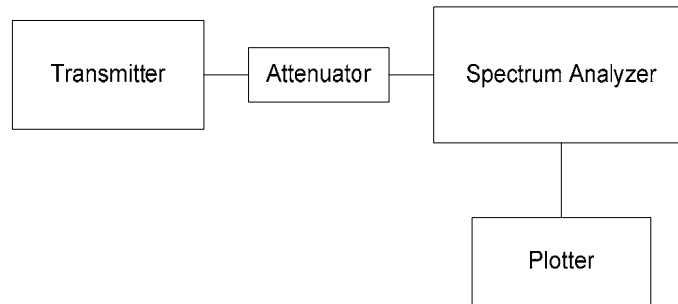 Transmitter
Attenuator
Spectrum Analyzer
Plotter